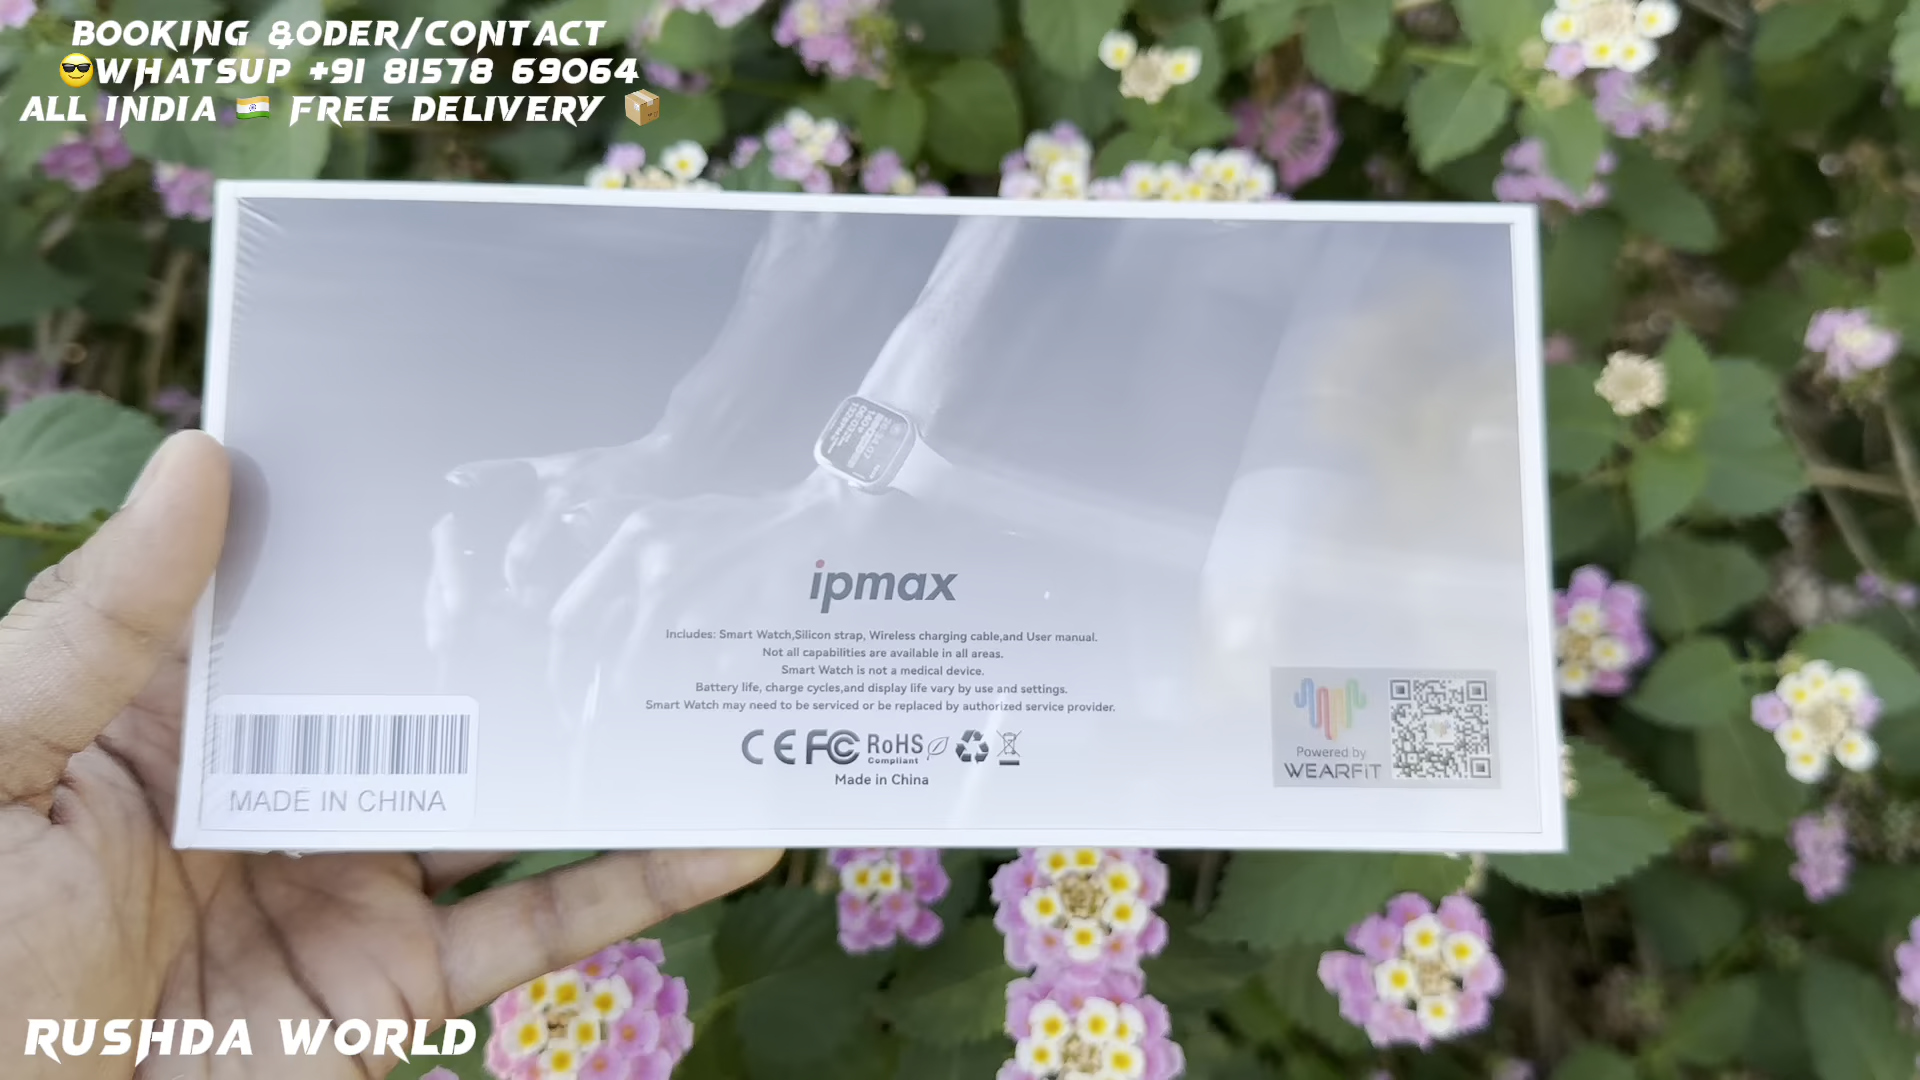 BOOKING &ODER/CONTACT
😎WHATSUP +91 81578 69064
ALL INDIA 🇮🇳 FREE DELIVERY 📦
ipmax
Includes: Smart Watch,Silicon strap, Wireless charging cable,and User manual.
Not all capabilities are available in all areas.
Smart Watch is not a medical device.
Battery life, charge cycles,and display life vary by use and settings.
Smart Watch may need to be serviced or be replaced by authorized service provider.
CE FC RoHS
Compliant
Made in China
MADE IN CHINA
Powered by
WEARFIT
RUSHDA WORLD